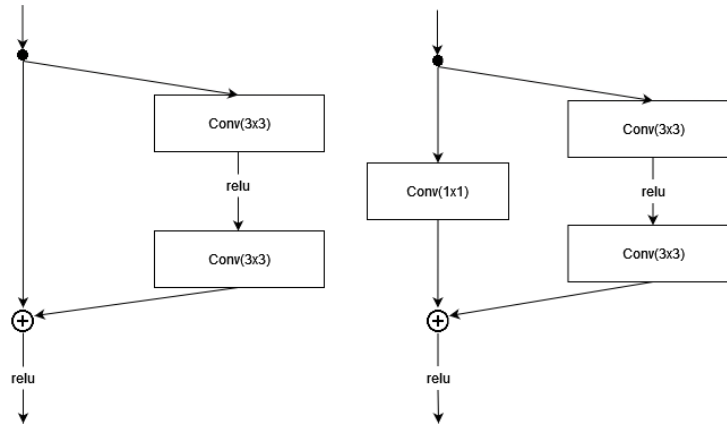 Conv(3x3)
relu
Conv(3x3)
relu
Conv(3x3)
Conv(1x1)
relu
Conv(3x3)
relu